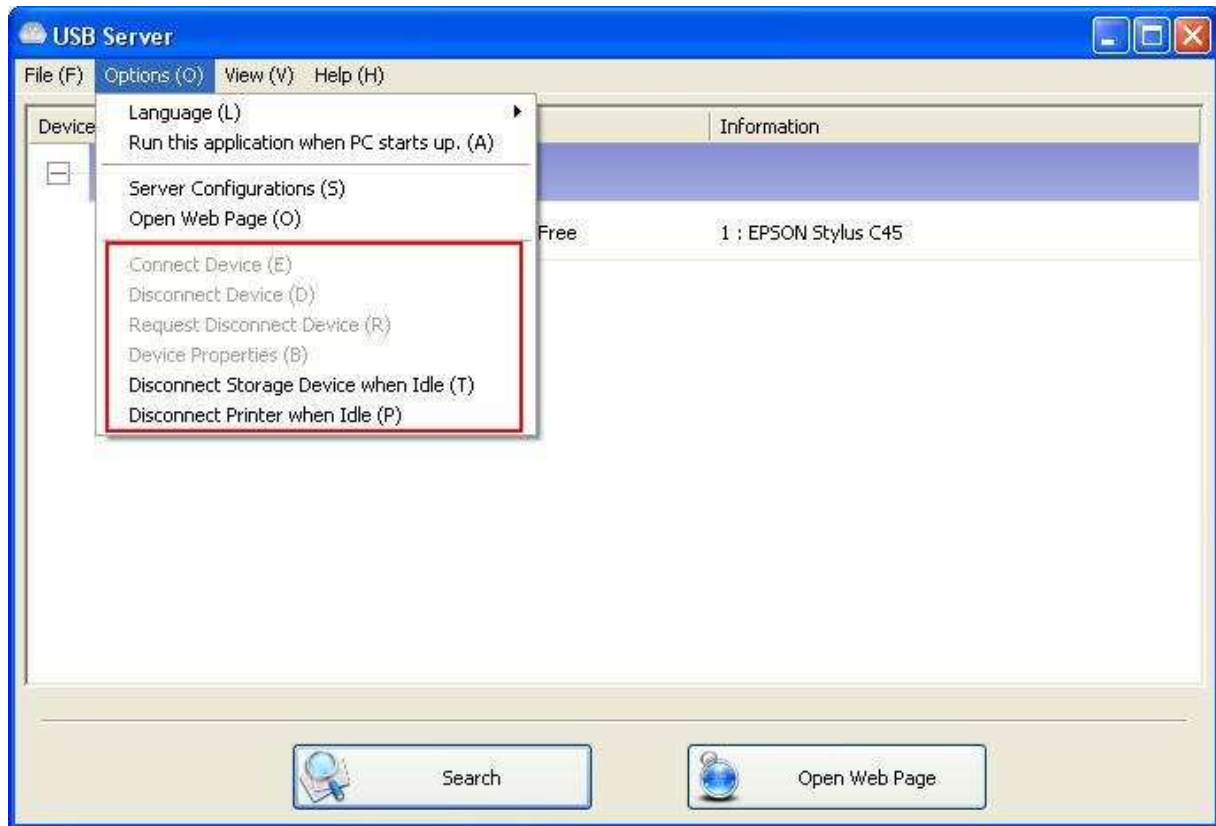 USB Server
File (F) Options (O) View (V) Help (H)
Device Information
Language (L)
Run this application when PC starts up. (A)
Server Configurations (S)
Open Web Page (O)
Free 1 : EPSON Stylus C45
Connect Device (E)
Disconnect Device (D)
Request Disconnect Device (R)
Device Properties (B)
Disconnect Storage Device when Idle (T)
Disconnect Printer when Idle (P)
Search Open Web Page